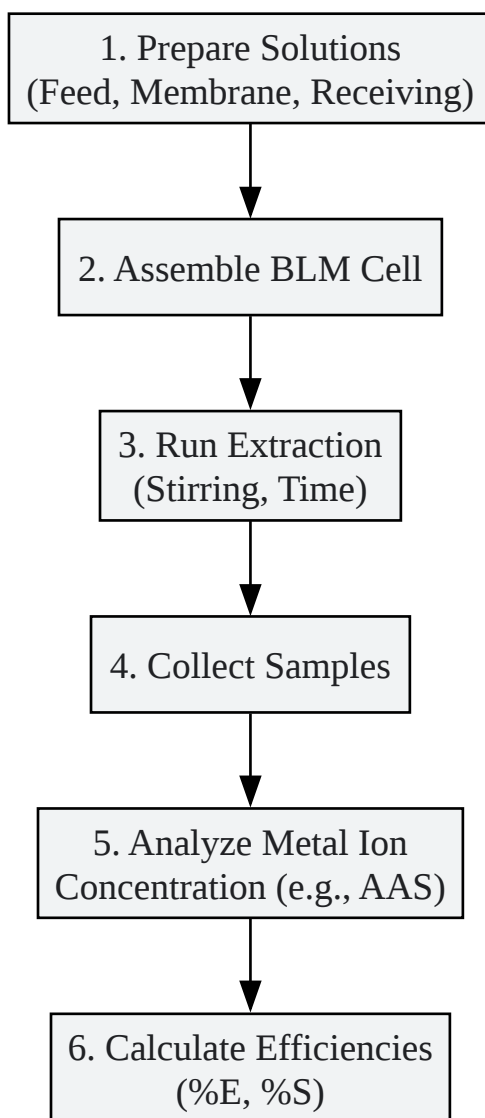 1. Prepare Solutions
(Feed, Membrane, Receiving)
2. Assemble BLM Cell
3. Run Extraction
(Stirring, Time)
4. Collect Samples
5. Analyze Metal Ion
Concentration (e.g., AAS)
6. Calculate Efficiencies
(%E, %S)